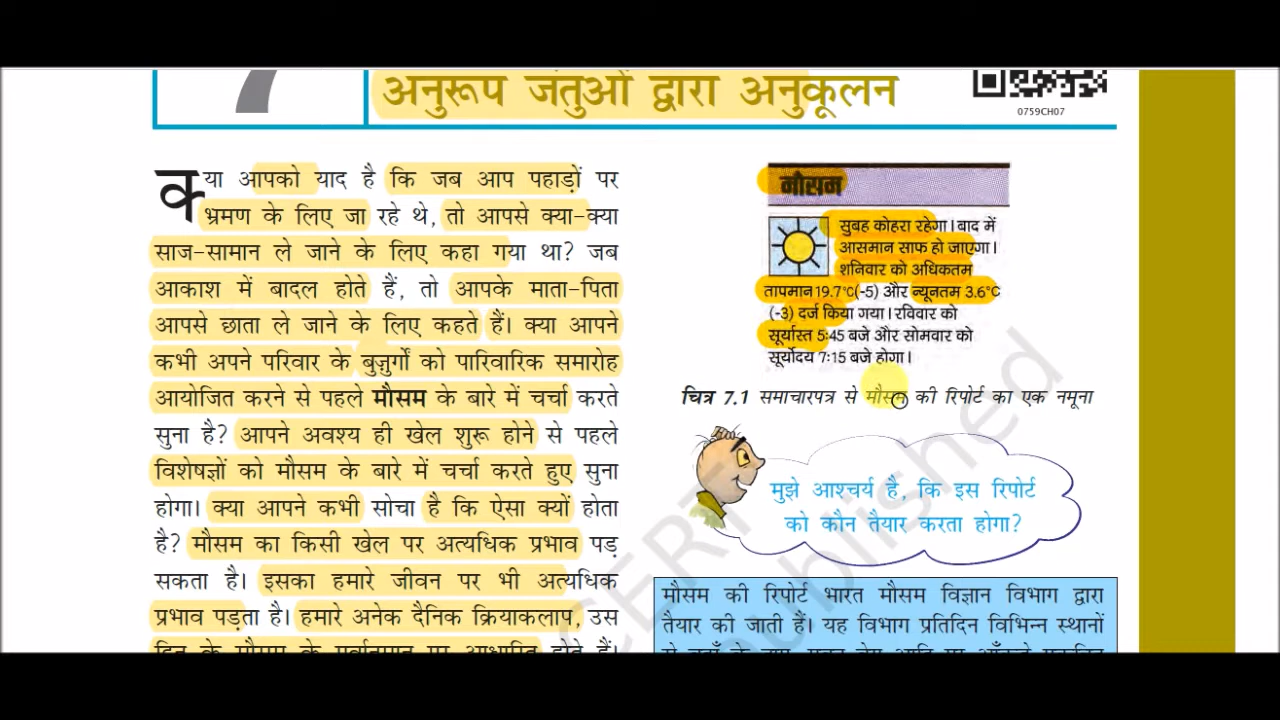 7
अनुरूप जंतुओं द्वारा अनुकूलन
0759CH07
क्या आपको याद है कि जब आप पहाड़ों पर
भ्रमण के लिए जा रहे थे, तो आपसे क्या-क्या
साज-सामान ले जाने के लिए कहा गया था? जब
आकाश में बादल होते हैं, तो आपके माता-पिता
आपसे छाता ले जाने के लिए कहते हैं। क्या आपने
कभी अपने परिवार के बुज़ुर्गों को पारिवारिक समारोह
आयोजित करने से पहले मौसम के बारे में चर्चा करते
सुना है? आपने अवश्य ही खेल शुरू होने से पहले
विशेषज्ञों को मौसम के बारे में चर्चा करते हुए सुना
होगा। क्या आपने कभी सोचा है कि ऐसा क्यों होता
है? मौसम का किसी खेल पर अत्यधिक प्रभाव पड़
सकता है। इसका हमारे जीवन पर भी अत्यधिक
प्रभाव पड़ता है। हमारे अनेक दैनिक क्रियाकलाप, उस
दिन के मौसम के पूर्वानुमान पर आधारित होते हैं।
मौसम
सुबह कोहरा रहेगा। बाद में
आसमान साफ हो जाएगा।
शनिवार को अधिकतम
तापमान 19.7°C (-5) और न्यूनतम 3.6°C
(-3) दर्ज किया गया। रविवार को
सूर्यास्त 5:45 बजे और सोमवार को
सूर्योदय 7:15 बजे होगा।
चित्र 7.1 समाचारपत्र से मौसम की रिपोर्ट का एक नमूना
मुझे आश्चर्य है, कि इस रिपोर्ट
को कौन तैयार करता होगा?
मौसम की रिपोर्ट भारत मौसम विज्ञान विभाग द्वारा
तैयार की जाती हैं। यह विभाग प्रतिदिन विभिन्न स्थानों